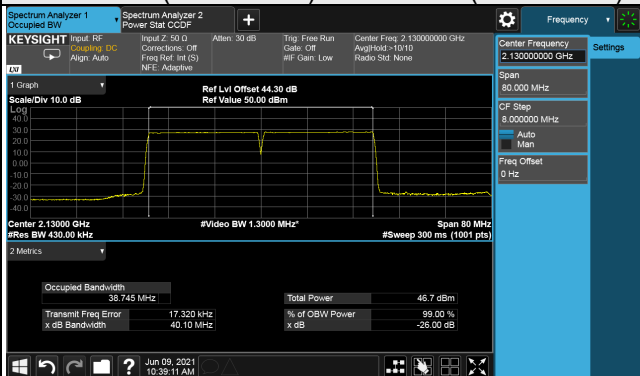 Spectrum Analyzer 1
Occupied BW
Spectrum Analyzer 2
Power Stat CCDF
+
Frequency
KEYSIGHT
Input: RF
Coupling: DC
Align: Auto
Input Z: 50 Ω
Corrections: Off
Freq Ref: Int (S)
NFE: Adaptive
Atten: 30 dB
Trig: Free Run
Gate: Off
#IF Gain: Low
Center Freq: 2.130000000 GHz
Avg|Hold:>10/10
Radio Std: None
LXI
Center Frequency
2.130000000 GHz
Settings
Span
80.000 MHz
CF Step
8.000000 MHz
Auto
Man
Freq Offset
0 Hz
1 Graph
Scale/Div 10.0 dB
Ref Lvl Offset 44.30 dB
Ref Value 50.00 dBm
Log
40.0
30.0
20.0
10.0
0.00
-10.0
-20.0
-30.0
-40.0
Center 2.13000 GHz
#Res BW 430.00 kHz
#Video BW 1.3000 MHz*
Span 80 MHz
#Sweep 300 ms (1001 pts)
2 Metrics
Occupied Bandwidth
38.745 MHz
Total Power 46.7 dBm
Transmit Freq Error 17.320 kHz
% of OBW Power 99.00 %
x dB Bandwidth 40.10 MHz
x dB -26.00 dB
?
Jun 09, 2021
10:39:11 AM